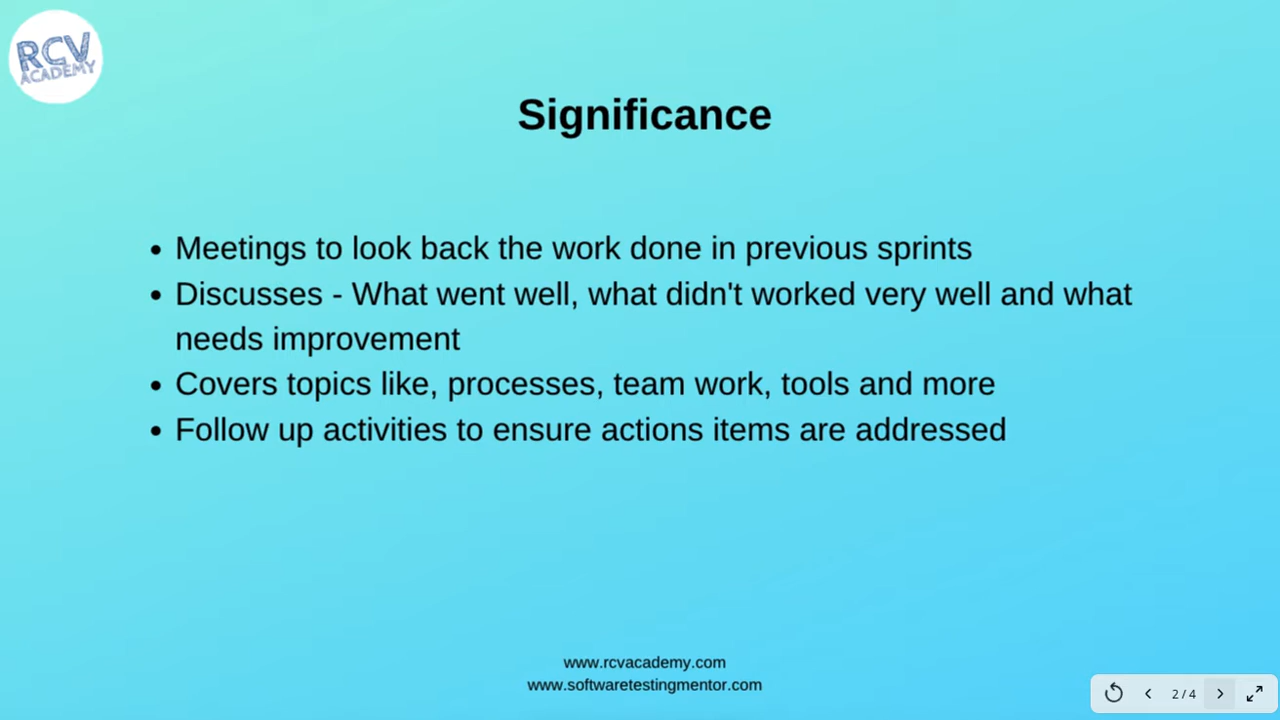 RCV
ACADEMY
Significance
• Meetings to look back the work done in previous sprints
• Discusses - What went well, what didn't worked very well and what
needs improvement
• Covers topics like, processes, team work, tools and more
• Follow up activities to ensure actions items are addressed
www.rcvacademy.com
www.softwaretestingmentor.com
2/4